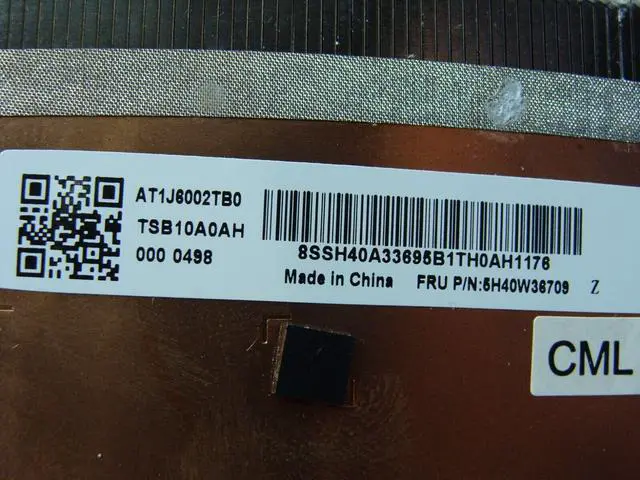 AT1J6002TB0
TSB10A0AH
000 0498
8SSH40A33695B1TH0AH1176
Made in China FRU P/N:5H40W36709 Z
CML